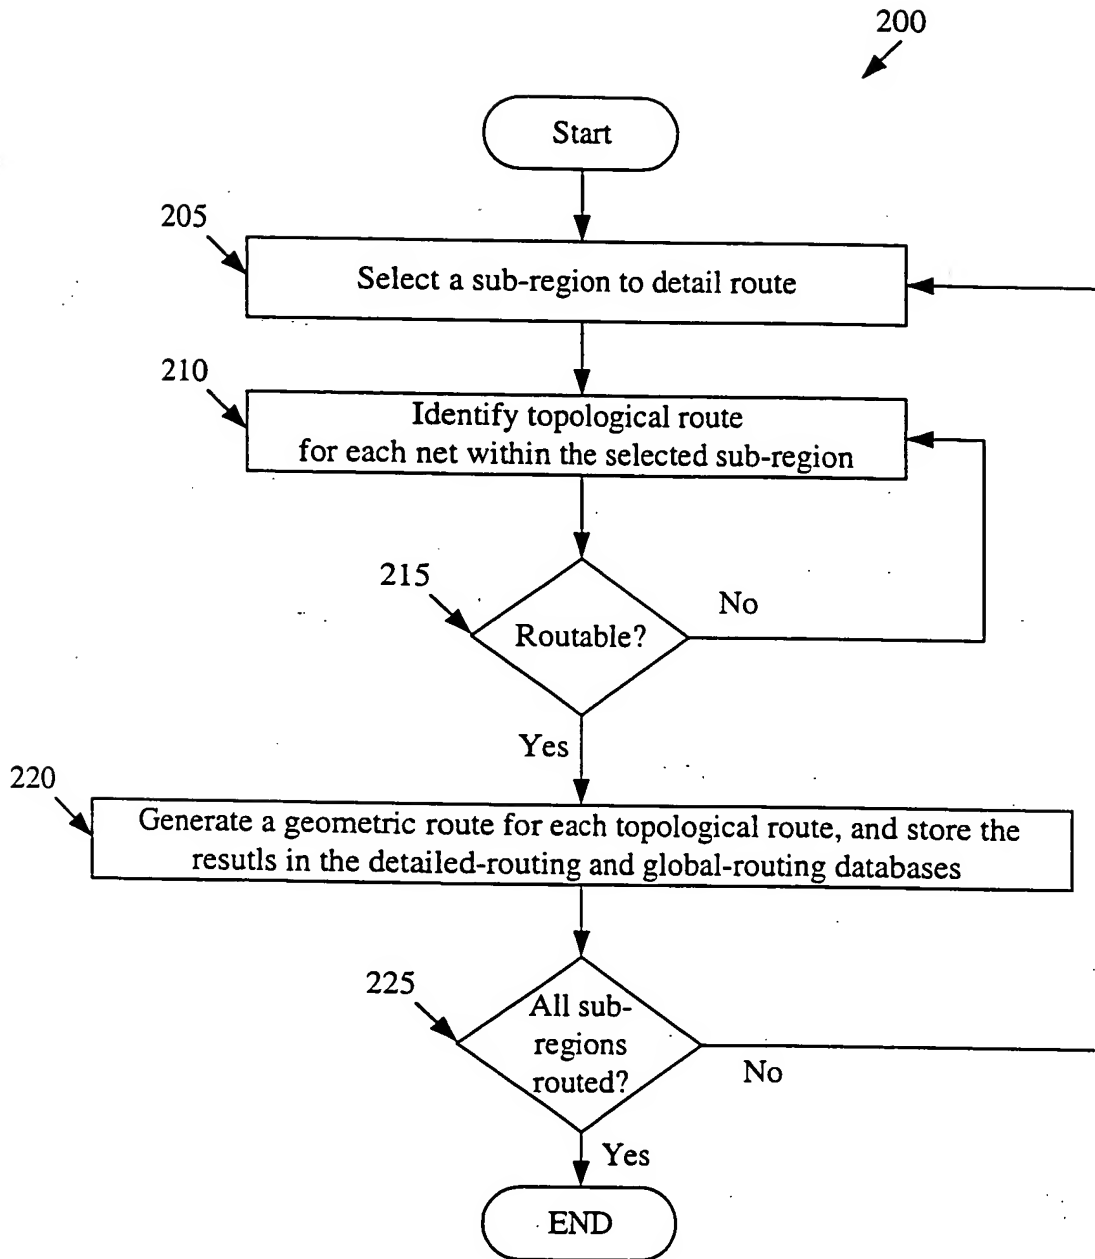 200
Start
205
Select a sub-region to detail route
210
Identify topological route
for each net within the selected sub-region
215
Routable?
No
Yes
220
Generate a geometric route for each topological route, and store the
resutls in the detailed-routing and global-routing databases
225
All sub-
regions
routed?
No
Yes
END